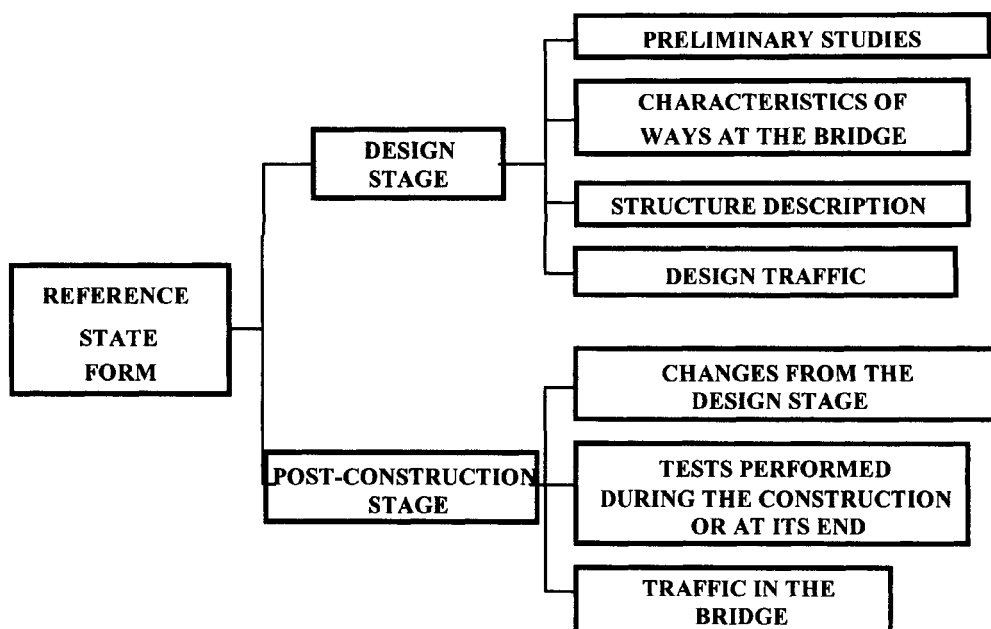 PRELIMINARY STUDIES
CHARACTERISTICS OF
WAYS AT THE BRIDGE
DESIGN
STAGE
STRUCTURE DESCRIPTION
DESIGN TRAFFIC
REFERENCE
STATE
FORM
CHANGES FROM THE
DESIGN STAGE
POST-CONSTRUCTION
STAGE
TESTS PERFORMED
DURING THE CONSTRUCTION
OR AT ITS END
TRAFFIC IN THE
BRIDGE